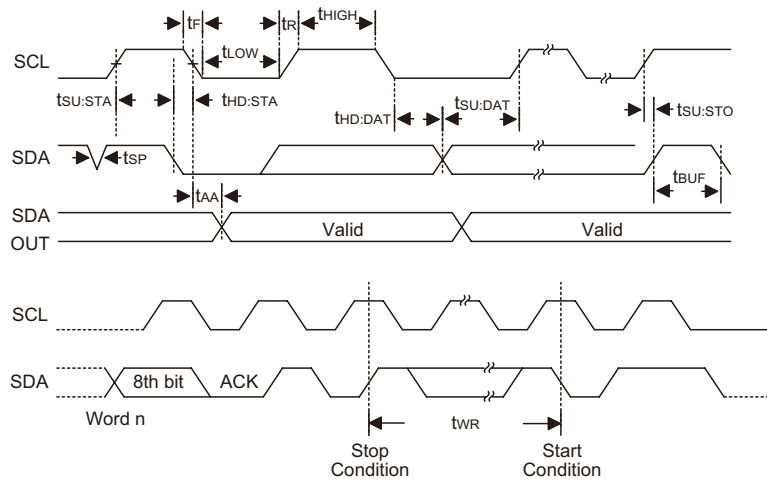 tF tR tHIGH
SCL tLOW
tSU:STA tHD:STA tHD:DAT tSU:DAT tSU:STO
SDA tSP tBUF
tAA
SDA
OUT Valid Valid
SCL
SDA 8th bit ACK
Word n tWR
Stop Start
Condition Condition